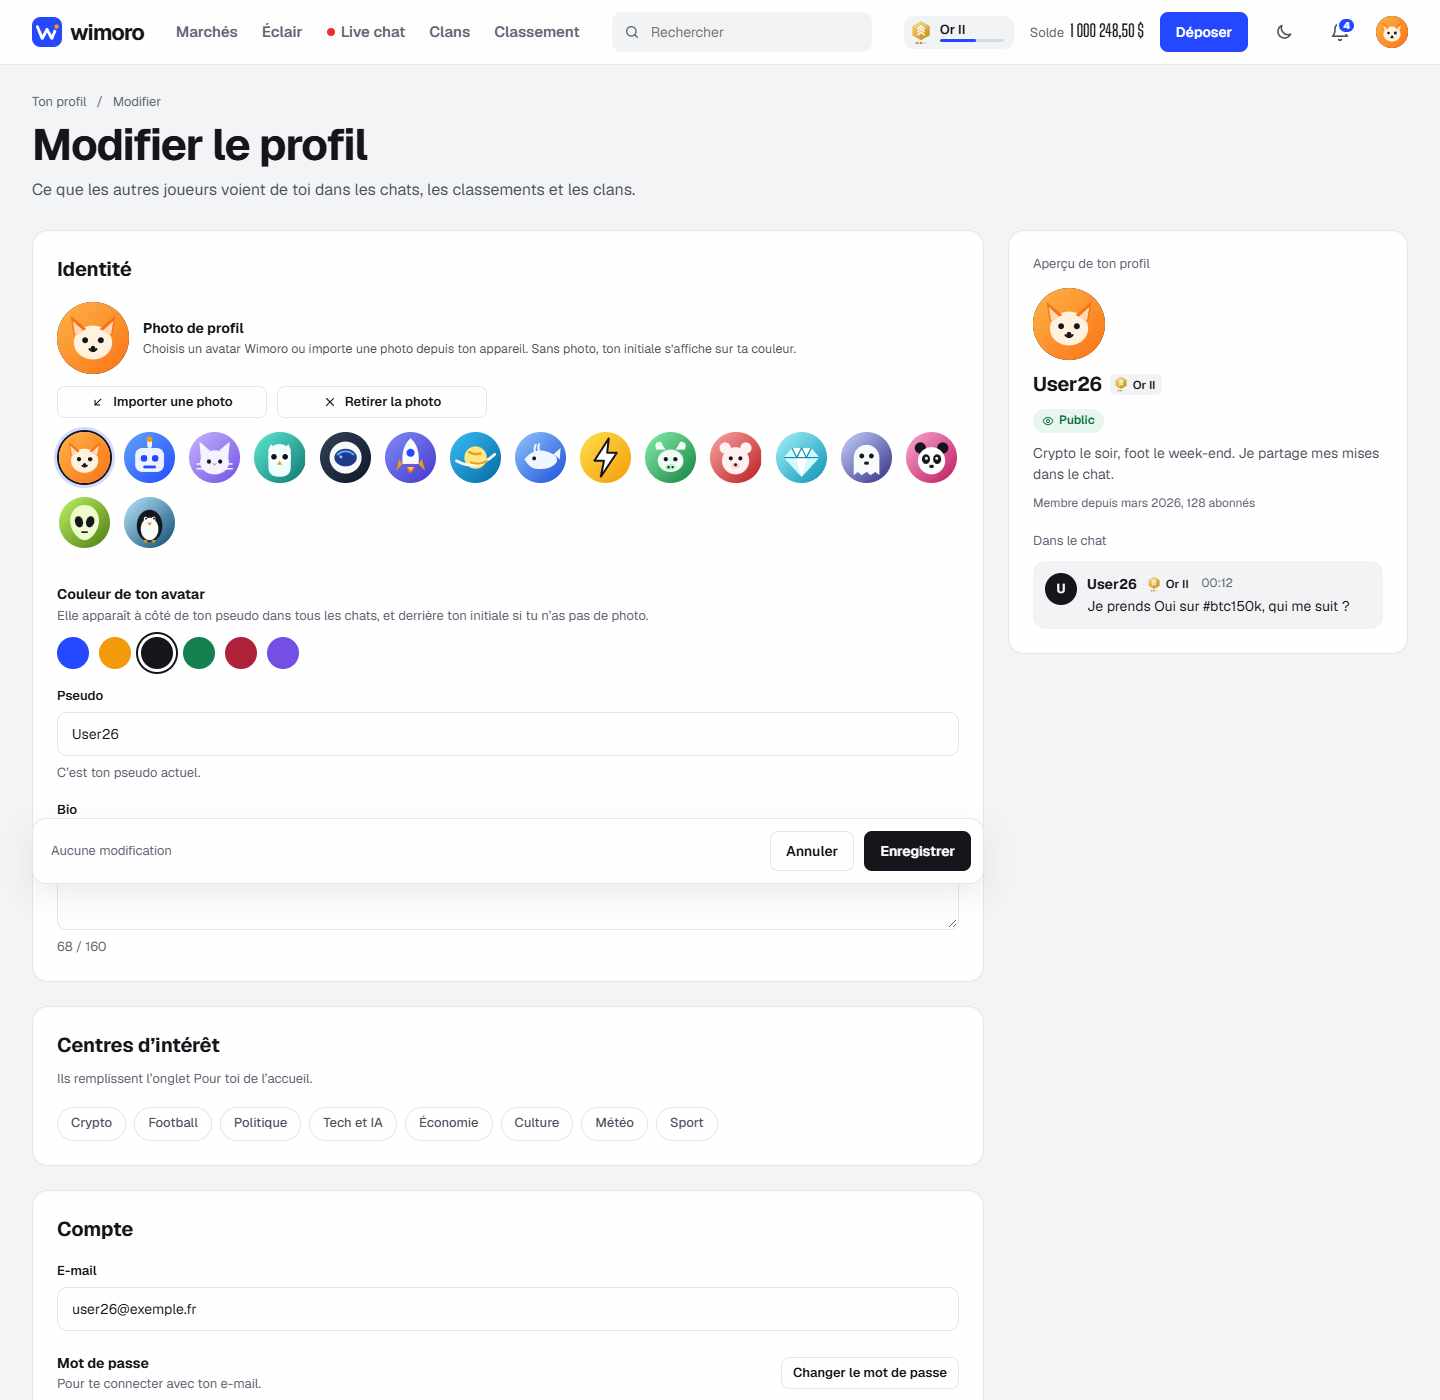 wimoro
Marchés
Éclair
Live chat
Clans
Classement
Rechercher
Or II
Solde 1 000 248,50 $
Déposer
4
Ton profil / Modifier
Modifier le profil
Ce que les autres joueurs voient de toi dans les chats, les classements et les clans.
Identité
Photo de profil
Choisis un avatar Wimoro ou importe une photo depuis ton appareil. Sans photo, ton initiale s'affiche sur ta couleur.
Importer une photo
Retirer la photo
Couleur de ton avatar
Elle apparaît à côté de ton pseudo dans tous les chats, et derrière ton initiale si tu n'as pas de photo.
Pseudo
User26
C'est ton pseudo actuel.
Bio
Aucune modification
Annuler
Enregistrer
68 / 160
Centres d'intérêt
Ils remplissent l'onglet Pour toi de l'accueil.
Crypto
Football
Politique
Tech et IA
Économie
Culture
Météo
Sport
Compte
E-mail
user26@exemple.fr
Mot de passe
Pour te connecter avec ton e-mail.
Changer le mot de passe
Aperçu de ton profil
User26 Or II
Public
Crypto le soir, foot le week-end. Je partage mes mises
dans le chat.
Membre depuis mars 2026, 128 abonnés
Dans le chat
U
User26 Or II 00:12
Je prends Oui sur #btc150k, qui me suit ?